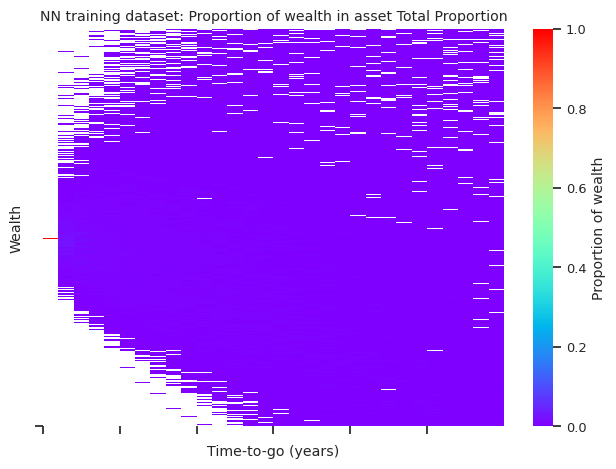 NN training dataset: Proportion of wealth in asset Total Proportion
Wealth
Time-to-go (years)
1.0
0.8
0.6
0.4
0.2
0.0
Proportion of wealth